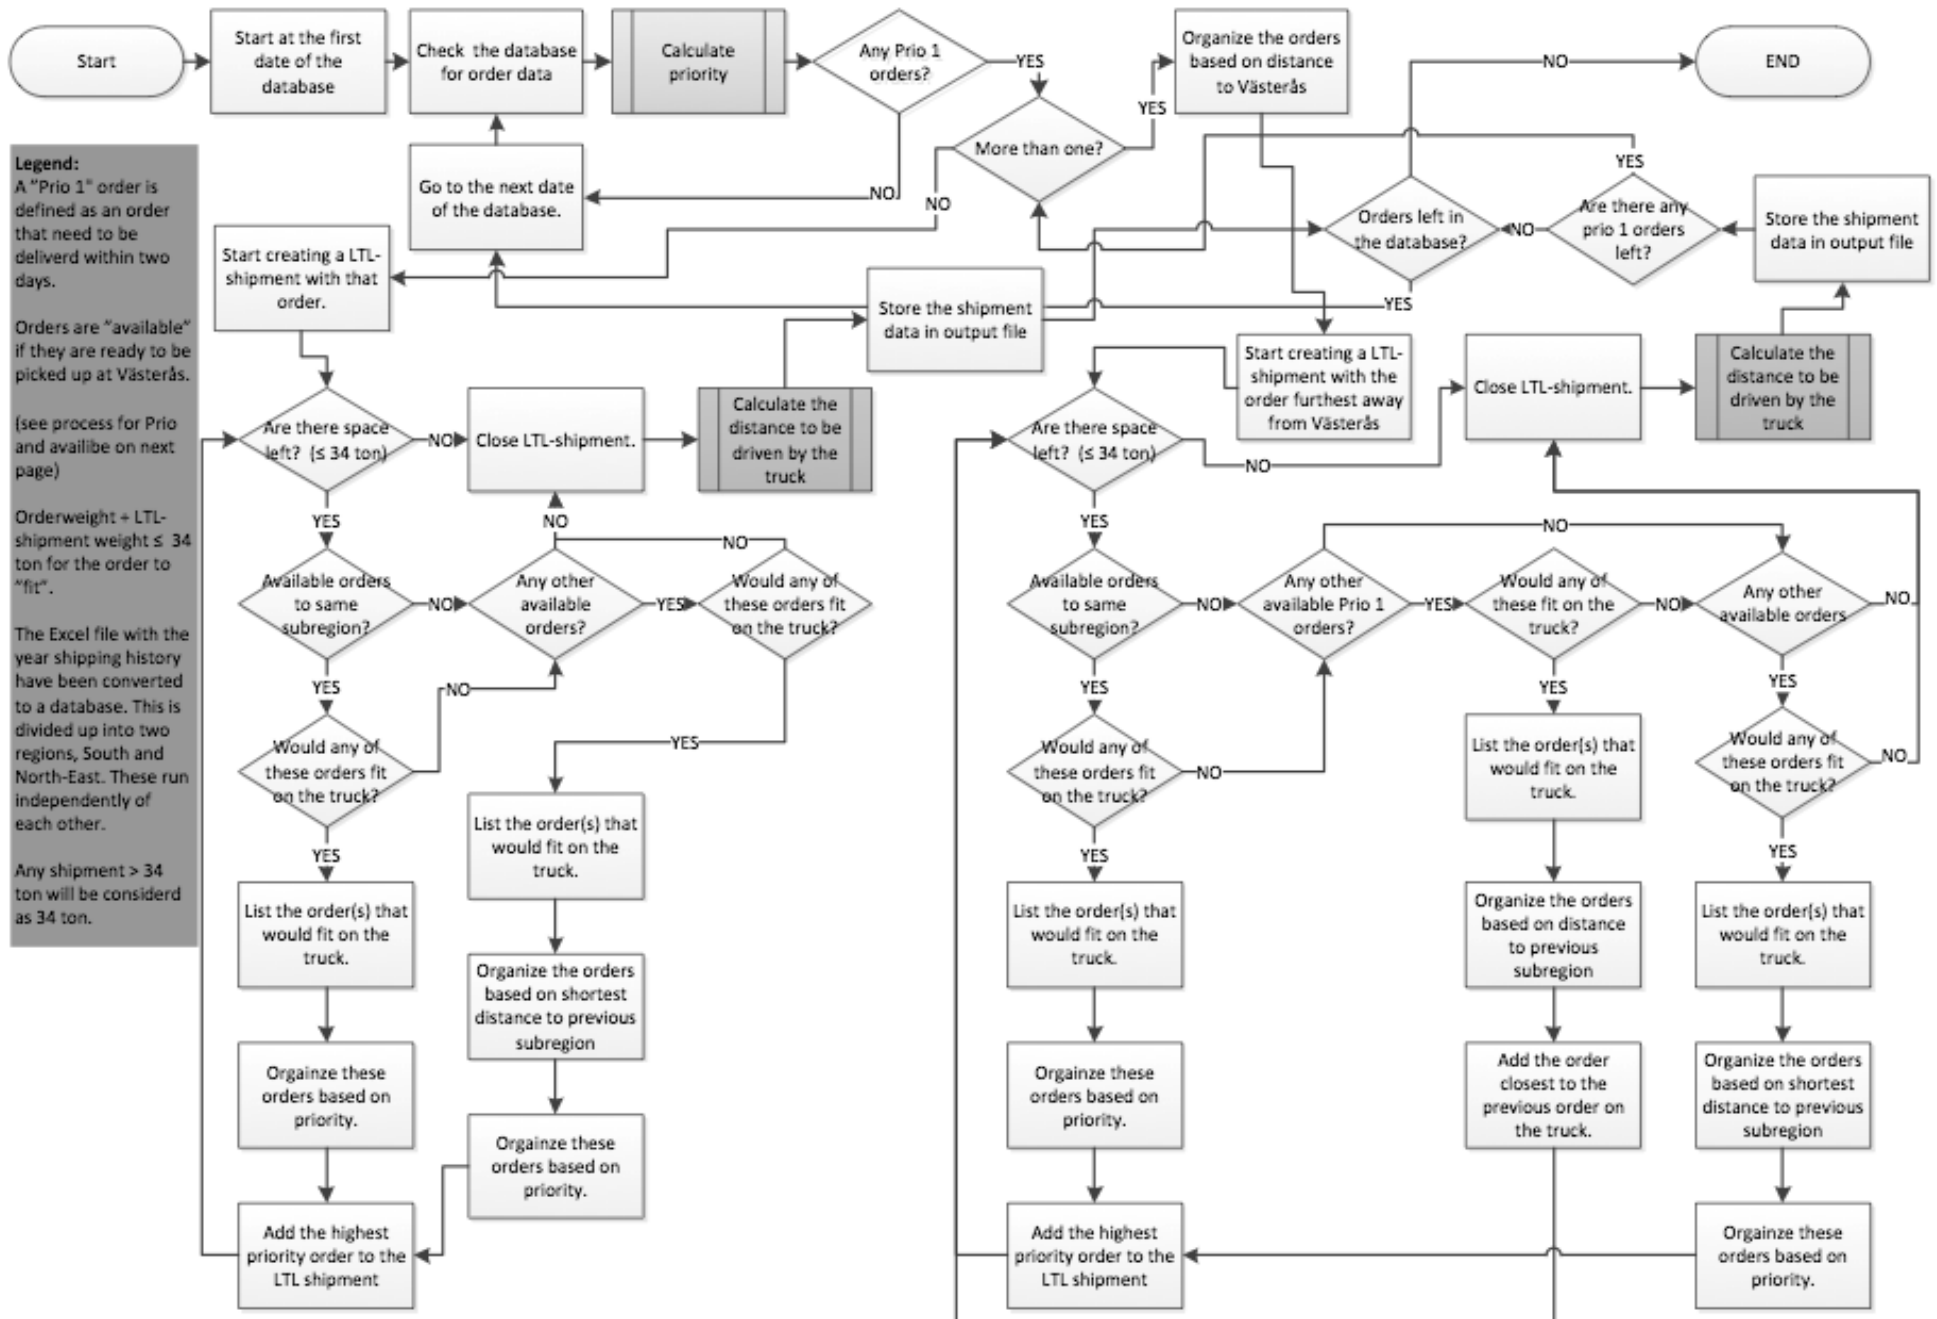 Start
Start at the first
date of the
database
Check the database
for order data
Calculate
priority
Any Prio 1
orders?
YES
NO
More than one?
YES
NO
Organize the orders
based on distance
to Västerås
NO
END
Go to the next date
of the database.
Legend:
A "Prio 1" order is
defined as an order
that need to be
deliverd within two
days.
Orders are "available"
if they are ready to be
picked up at Västerås.
(see process for Prio
and availibe on next
page)
Orderweight + LTL-
shipment weight ≤ 34
ton for the order to
"fit".
The Excel file with the
year shipping history
have been converted
to a database. This is
divided up into two
regions, South and
North-East. These run
independently of
each other.
Any shipment > 34
ton will be considerd
as 34 ton.
Orders left in
the database?
YES
NO
Are there any
prio 1 orders
left?
YES
Store the shipment
data in output file
Start creating a LTL-
shipment with that
order.
Store the shipment
data in output file
Start creating a LTL-
shipment with the
order furthest away
from Västerås
Close LTL-shipment.
Calculate the
distance to be
driven by the
truck
Are there space
left? (≤ 34 ton)
NO
Close LTL-shipment.
Calculate the
distance to be
driven by the
truck
YES
NO
NO
Available orders
to same
subregion?
NO
Any other
available
orders?
YES
Would any of
these orders fit
on the truck?
YES
NO
YES
Would any of
these orders fit
on the truck?
YES
List the order(s) that
would fit on the
truck.
Orgainze these
orders based on
priority.
Add the highest
priority order to the
LTL shipment
List the order(s) that
would fit on the
truck.
Organize the orders
based on shortest
distance to previous
subregion
Orgainze these
orders based on
priority.
Are there space
left? (≤ 34 ton)
NO
YES
NO
Available orders
to same
subregion?
NO
Any other
available Prio 1
orders?
YES
Would any of
these fit on the
truck?
NO
Any other
available orders
NO
YES
NO
YES
YES
Would any of
these orders fit
on the truck?
YES
List the order(s) that
would fit on the
truck.
Orgainze these
orders based on
priority.
Add the highest
priority order to the
LTL shipment
List the order(s) that
would fit on the
truck.
Organize the orders
based on distance
to previous
subregion
Add the order
closest to the
previous order on
the truck.
Would any of
these orders fit
on the truck?
NO
YES
List the order(s) that
would fit on the
truck.
Organize the orders
based on shortest
distance to previous
subregion
Orgainze these
orders based on
priority.